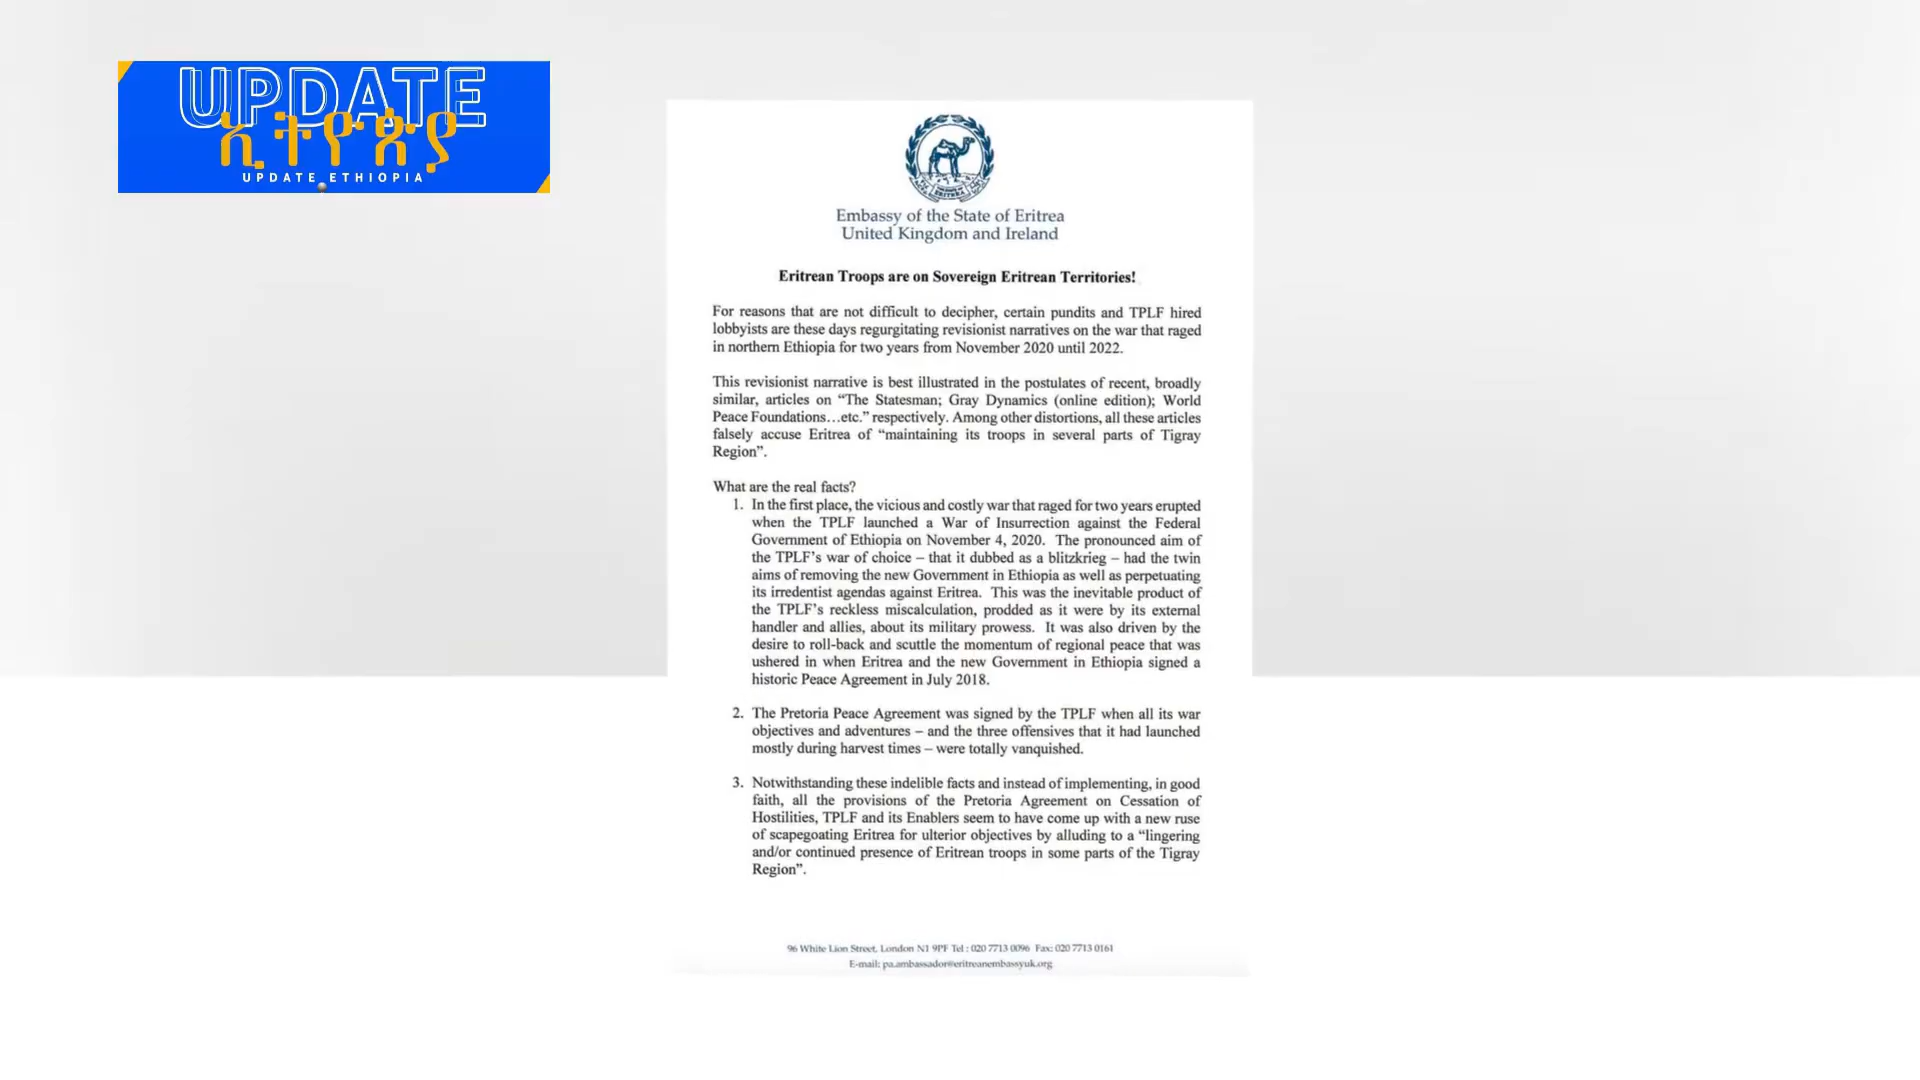 UPDATE
ኢትዮጵያ
UPDATE ETHIOPIA
Embassy of the State of Eritrea
United Kingdom and Ireland
Eritrean Troops are on Sovereign Eritrean Territories!
For reasons that are not difficult to decipher, certain pundits and TPLF hired
lobbyists are these days regurgitating revisionist narratives on the war that raged
in northern Ethiopia for two years from November 2020 until 2022.
This revisionist narrative is best illustrated in the postulates of recent, broadly
similar, articles on “The Statesman; Gray Dynamics (online edition); World
Peace Foundations…etc.” respectively. Among other distortions, all these articles
falsely accuse Eritrea of “maintaining its troops in several parts of Tigray
Region”.
What are the real facts?
1. In the first place, the vicious and costly war that raged for two years erupted
when the TPLF launched a War of Insurrection against the Federal
Government of Ethiopia on November 4, 2020. The pronounced aim of
the TPLF’s war of choice – that it dubbed as a blitzkrieg – had the twin
aims of removing the new Government in Ethiopia as well as perpetuating
its irredentist agendas against Eritrea. This was the inevitable product of
the TPLF’s reckless miscalculation, prodded as it were by its external
handler and allies, about its military prowess. It was also driven by the
desire to roll-back and scuttle the momentum of regional peace that was
ushered in when Eritrea and the new Government in Ethiopia signed a
historic Peace Agreement in July 2018.
2. The Pretoria Peace Agreement was signed by the TPLF when all its war
objectives and adventures – and the three offensives that it had launched
mostly during harvest times – were totally vanquished.
3. Notwithstanding these indelible facts and instead of implementing, in good
faith, all the provisions of the Pretoria Agreement on Cessation of
Hostilities, TPLF and its Enablers seem to have come up with a new ruse
of scapegoating Eritrea for ulterior objectives by alluding to a “lingering
and/or continued presence of Eritrean troops in some parts of the Tigray
Region”.
96 White Lion Street, London N1 9PF Tel : 020 7713 0096 Fax: 020 7713 0161
E-mail: pa.ambassador@eritreanembassyuk.org